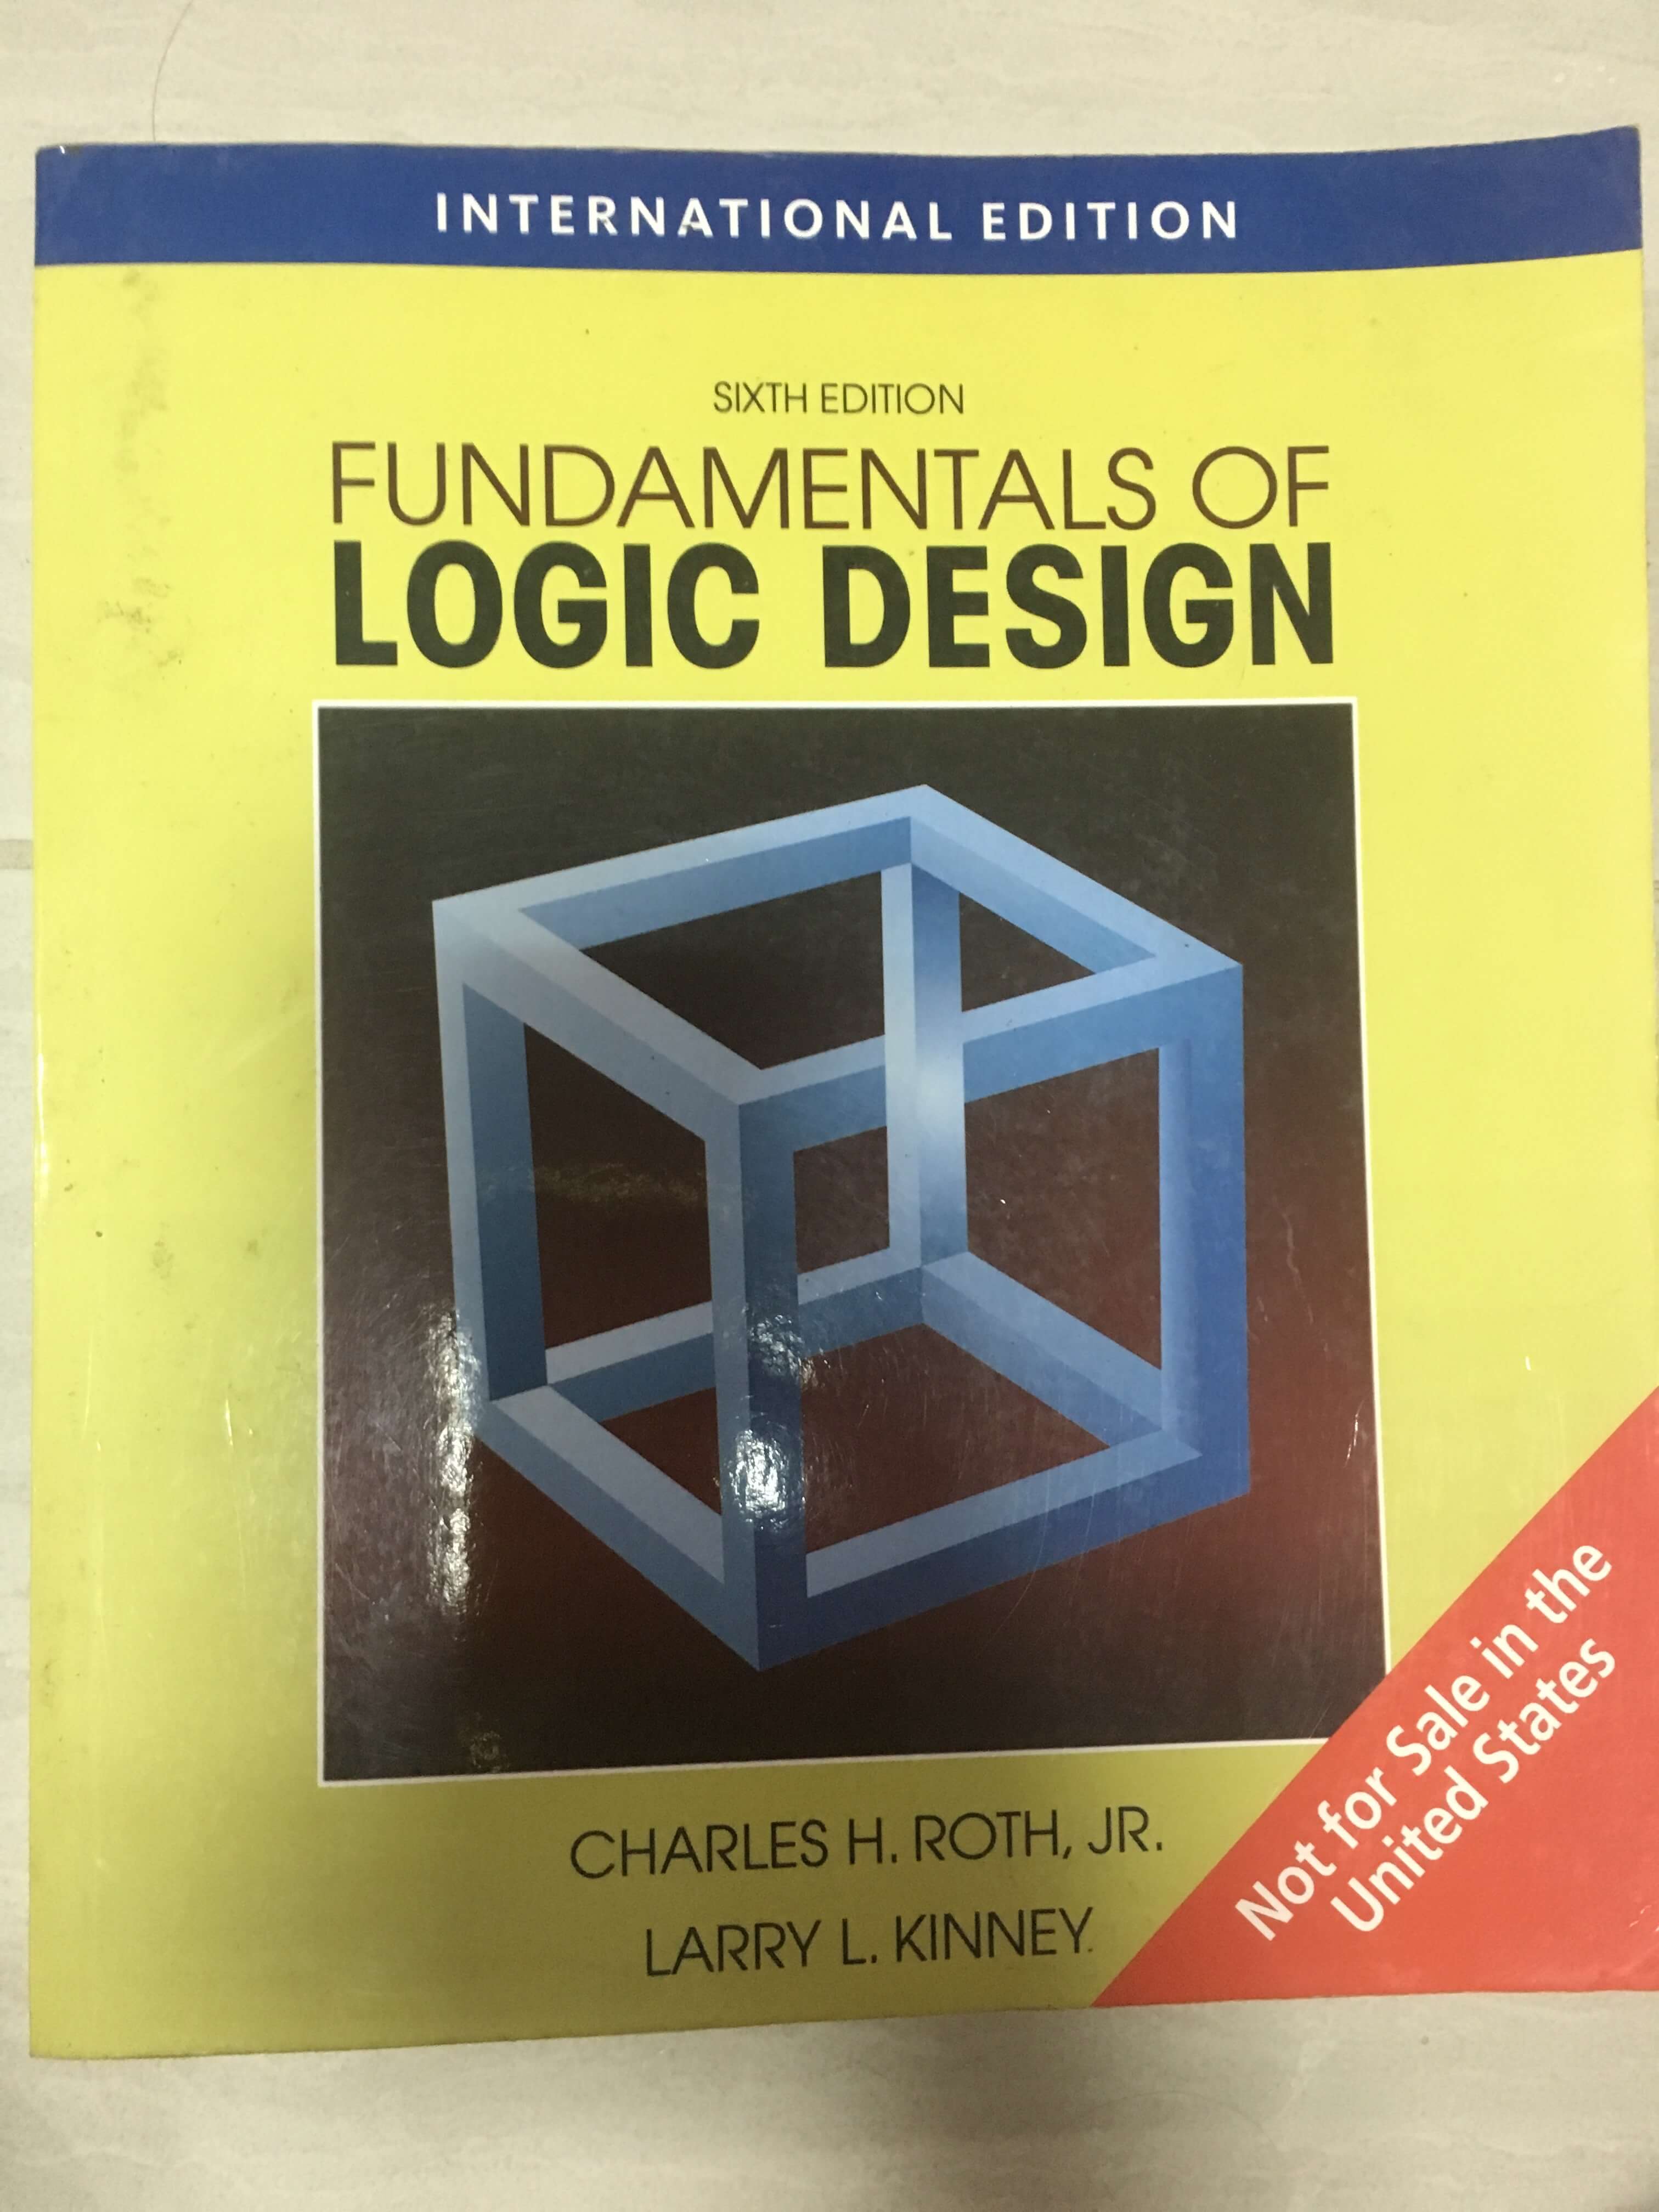 INTERNATIONAL EDITION
SIXTH EDITION
FUNDAMENTALS OF
LOGIC DESIGN
CHARLES H. ROTH, JR.
LARRY L. KINNEY
Not for Sale in the
United States